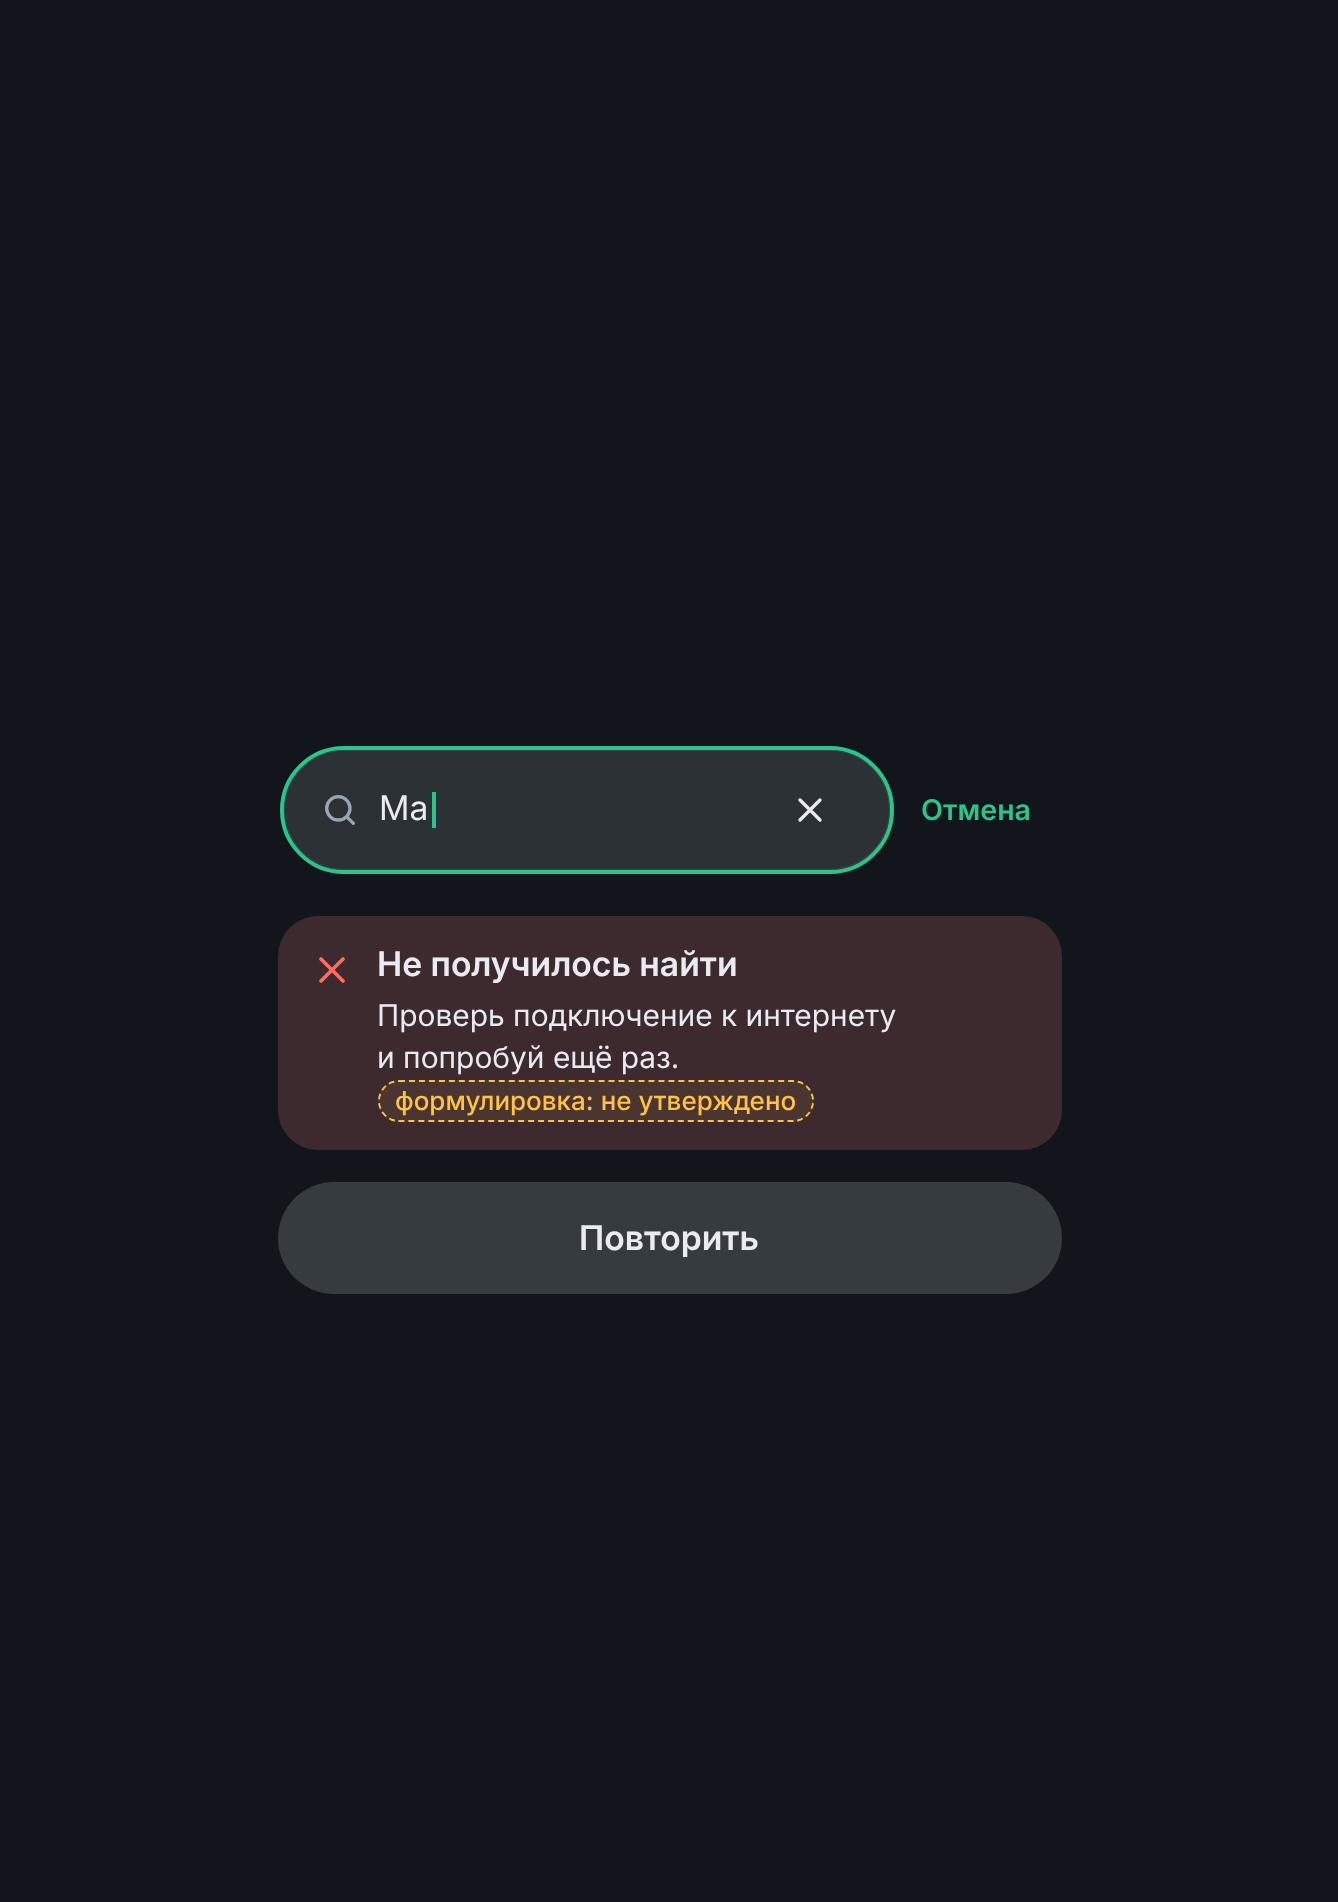 Ма
Отмена
Не получилось найти
Проверь подключение к интернету
и попробуй ещё раз.
формулировка: не утверждено
Повторить